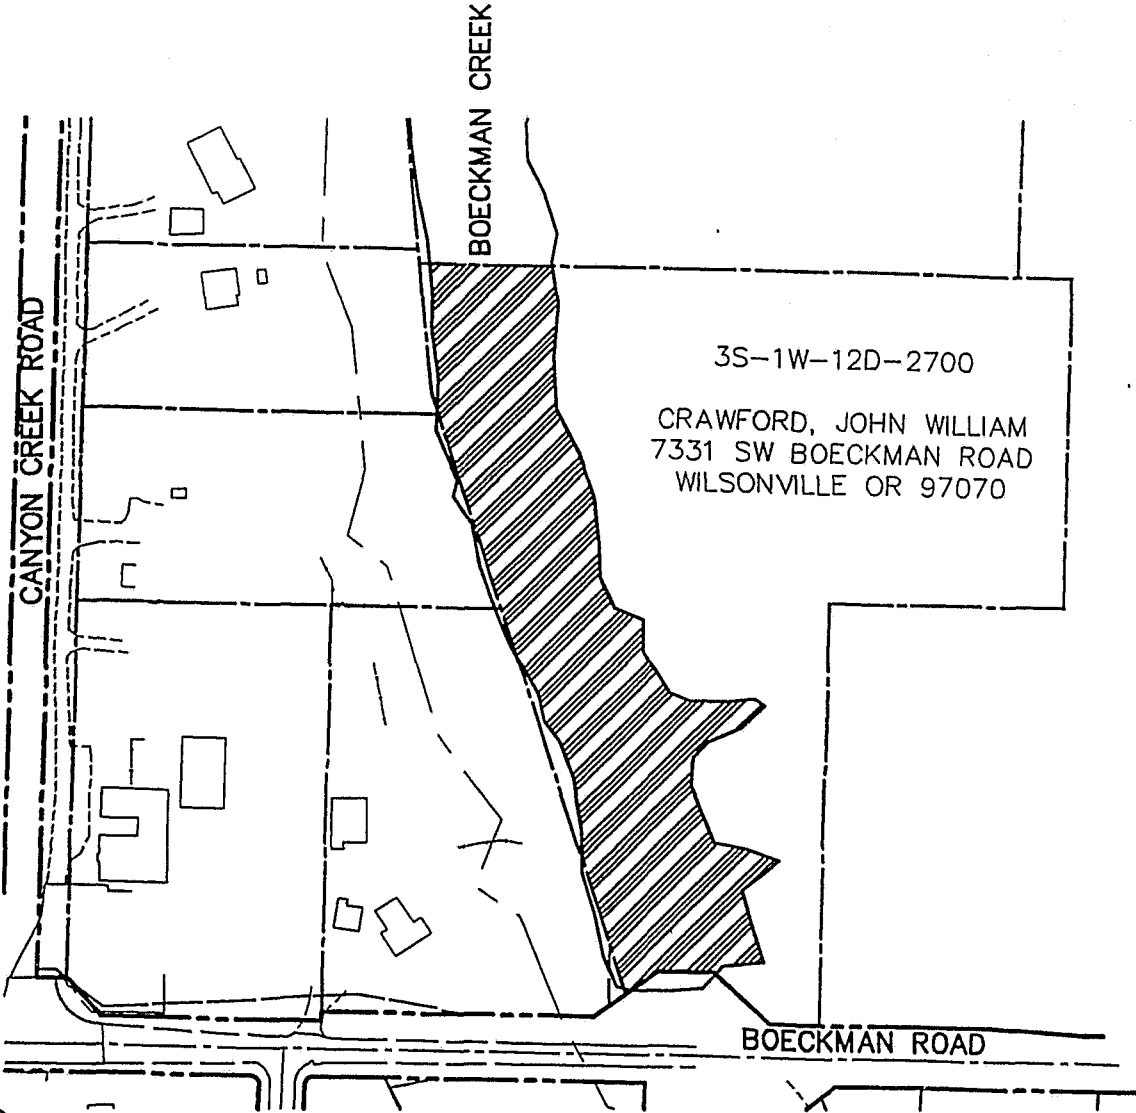 BOECKMAN CREEK
CANYON CREEK ROAD
3S-1W-12D-2700
CRAWFORD, JOHN WILLIAM
7331 SW BOECKMAN ROAD
WILSONVILLE OR 97070
BOECKMAN ROAD